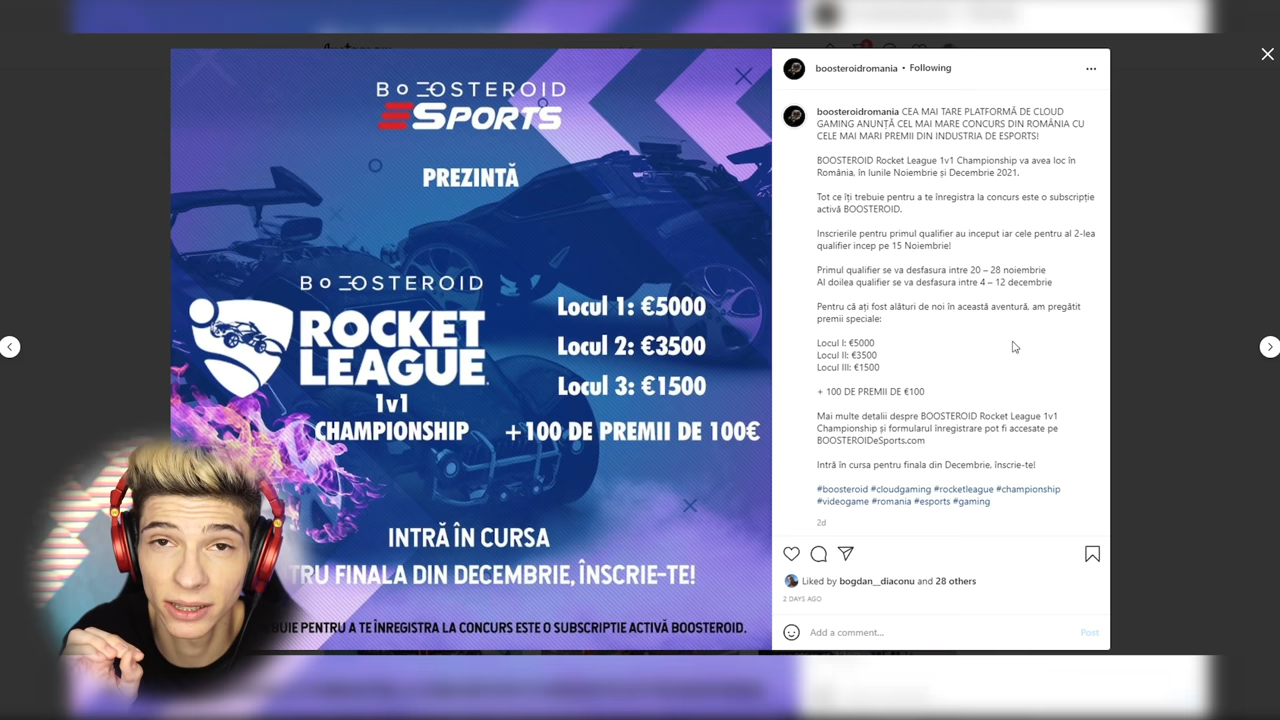 BOOSTEROID
ESPORTS
PREZINTĂ
BOOSTEROID
ROCKET
LEAGUE
1v1
CHAMPIONSHIP
Locul 1: €5000
Locul 2: €3500
Locul 3: €1500
+100 DE PREMII DE 100€
INTRĂ ÎN CURSA
TRU FINALA DIN DECEMBRIE, ÎNSCRIE-TE!
BUIE PENTRU A TE ÎNREGISTRA LA CONCURS ESTE O SUBSCRIPTIE ACTIVĂ BOOSTEROID.
boosteroidromania • Following
boosteroidromania CEA MAI TARE PLATFORMĂ DE CLOUD
GAMING ANUNȚĂ CEL MAI MARE CONCURS DIN ROMÂNIA CU
CELE MAI MARI PREMII DIN INDUSTRIA DE ESPORTS!
BOOSTEROID Rocket League 1v1 Championship va avea loc în
România, în lunile Noiembrie și Decembrie 2021.
Tot ce îți trebuie pentru a te înregistra la concurs este o subscripție
activă BOOSTEROID.
Inscrierile pentru primul qualifier au inceput iar cele pentru al 2-lea
qualifier incep pe 15 Noiembrie!
Primul qualifier se va desfasura intre 20 – 28 noiembrie
Al doilea qualifier se va desfasura intre 4 – 12 decembrie
Pentru că ați fost alături de noi în această aventură, am pregătit
premii speciale:
Locul I: €5000
Locul II: €3500
Locul III: €1500
+ 100 DE PREMII DE €100
Mai multe detalii despre BOOSTEROID Rocket League 1v1
Championship și formularul înregistrare pot fi accesate pe
BOOSTEROIDeSports.com
Intră în cursa pentru finala din Decembrie, înscrie-te!
#boosteroid #cloudgaming #rocketleague #championship
#videogame #romania #esports #gaming
2d
Liked by bogdan__diaconu and 28 others
2 DAYS AGO
Add a comment...
Post